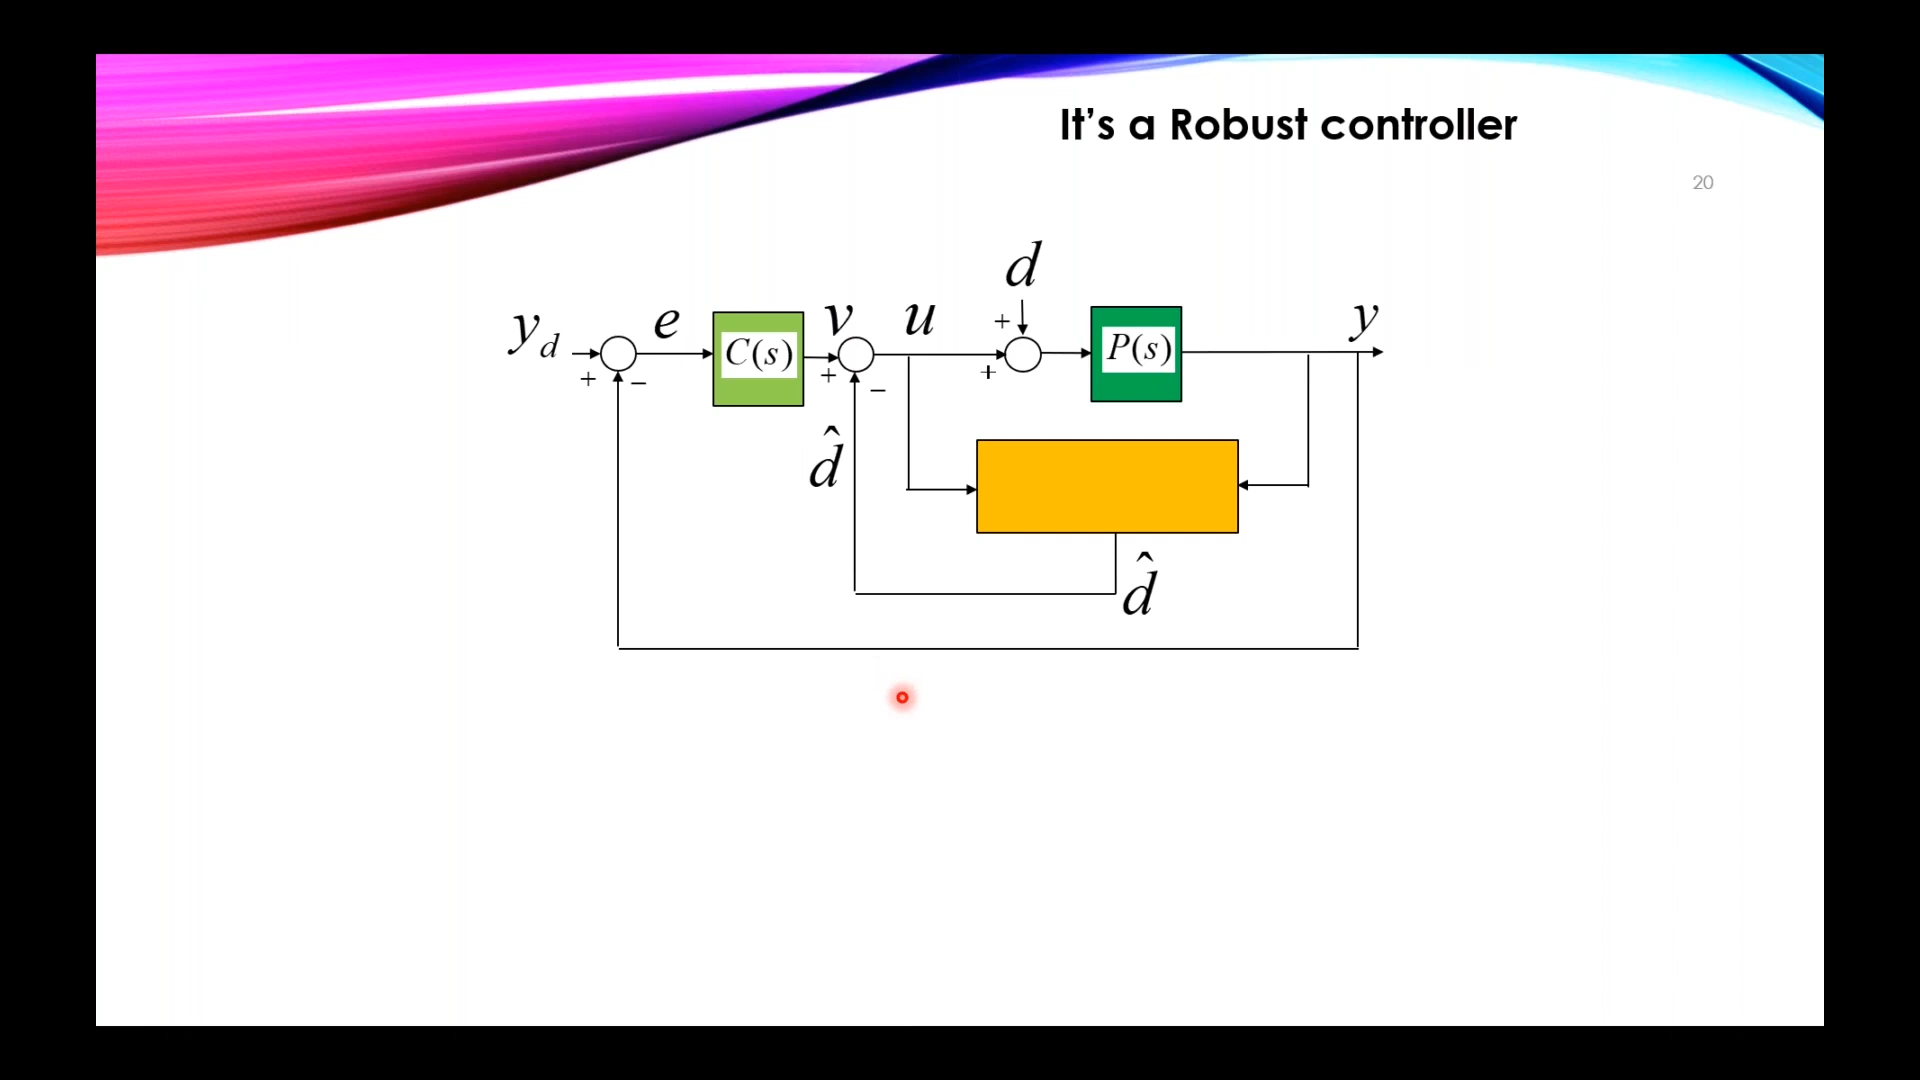 It’s a Robust controller
20
d
y_d e C(s) v u + P(s) y
+ − + − +
d̂
d̂